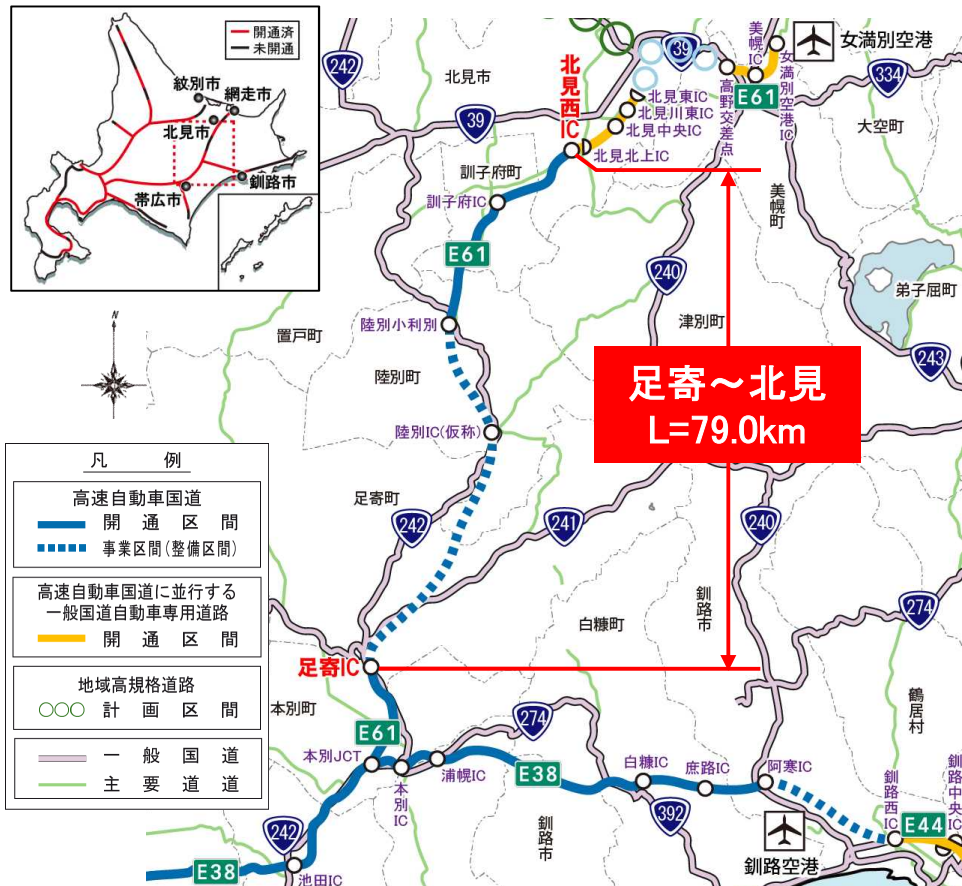 開通済
未開通
紋別市
網走市
北見市
釧路市
帯広市
242
北見市
39
39
美幌IC
女満別空港
女満別空港IC
334
E61
高野交差点
大空町
北見西IC
北見東IC
北見川東IC
北見中央IC
北見北上IC
訓子府町
訓子府IC
美幌町
E61
240
弟子屈町
津別町
243
置戸町
陸別小利別
陸別町
足寄～北見
L=79.0km
陸別IC(仮称)
N
凡 例
高速自動車国道
開通区間
事業区間(整備区間)
高速自動車国道に並行する
一般国道自動車専用道路
開通区間
地域高規格道路
計画区間
一般国道
主要道道
足寄町
242
241
240
釧路市
白糠町
274
足寄IC
鶴居村
本別町
E61
274
本別JCT
本別IC
浦幌IC
E38
白糠IC
庶路IC
阿寒IC
釧路西IC
釧路中央IC
392
釧路市
E44
242
釧路空港
E38
池田IC